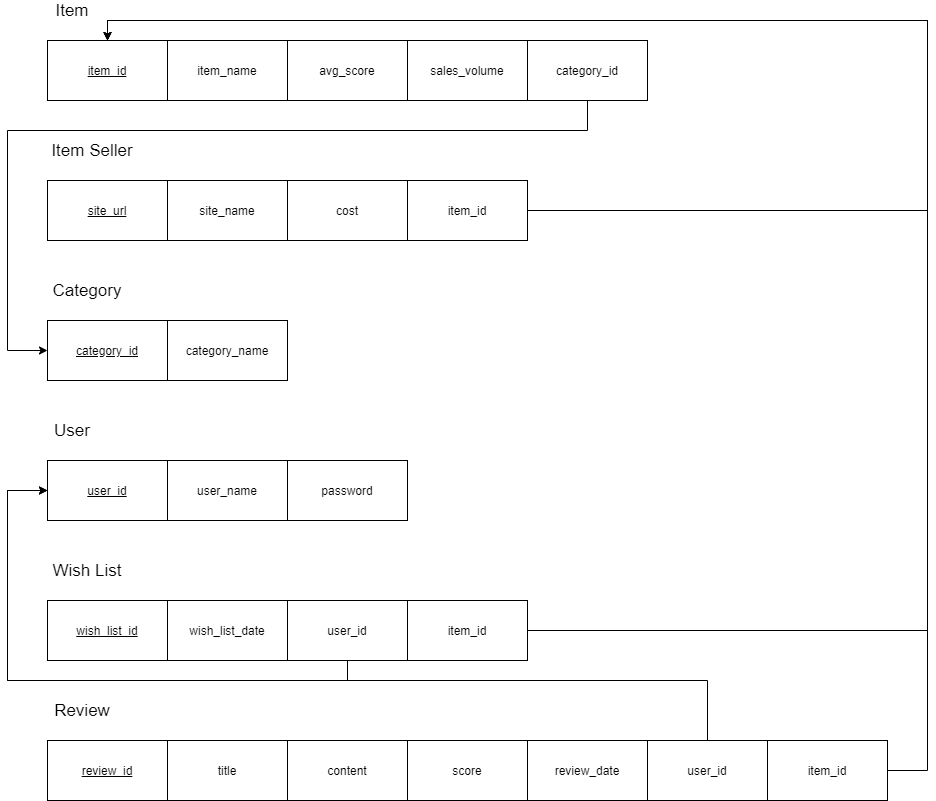 Item
item_id item_name avg_score sales_volume category_id
Item Seller
site_url site_name cost item_id
Category
category_id category_name
User
user_id user_name password
Wish List
wish_list_id wish_list_date user_id item_id
Review
review_id title content score review_date user_id item_id